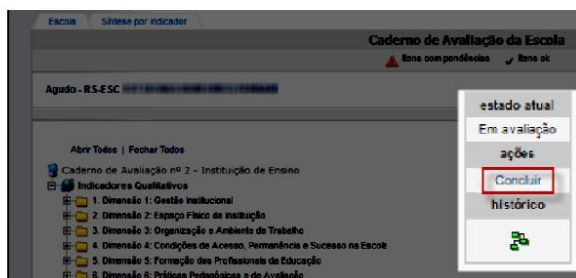 Escola Síntese por indicador
Caderno de Avaliação da Escola
Itens com pendências Itens ok
Agudo - RS-ESC
estado atual
Em avaliação
ações
Concluir
histórico
Abrir Todos | Fechar Todos
Caderno de Avaliação nº 2 - Instituição de Ensino
Indicadores Qualitativos
1. Dimensão 1: Gestão Institucional
2. Dimensão 2: Espaço Físico da Instituição
3. Dimensão 3: Organização e Ambiente de Trabalho
4. Dimensão 4: Condições de Acesso, Permanência e Sucesso na Escola
5. Dimensão 5: Formação dos Profissionais da Educação
6. Dimensão 6: Práticas Pedagógicas e de Avaliação